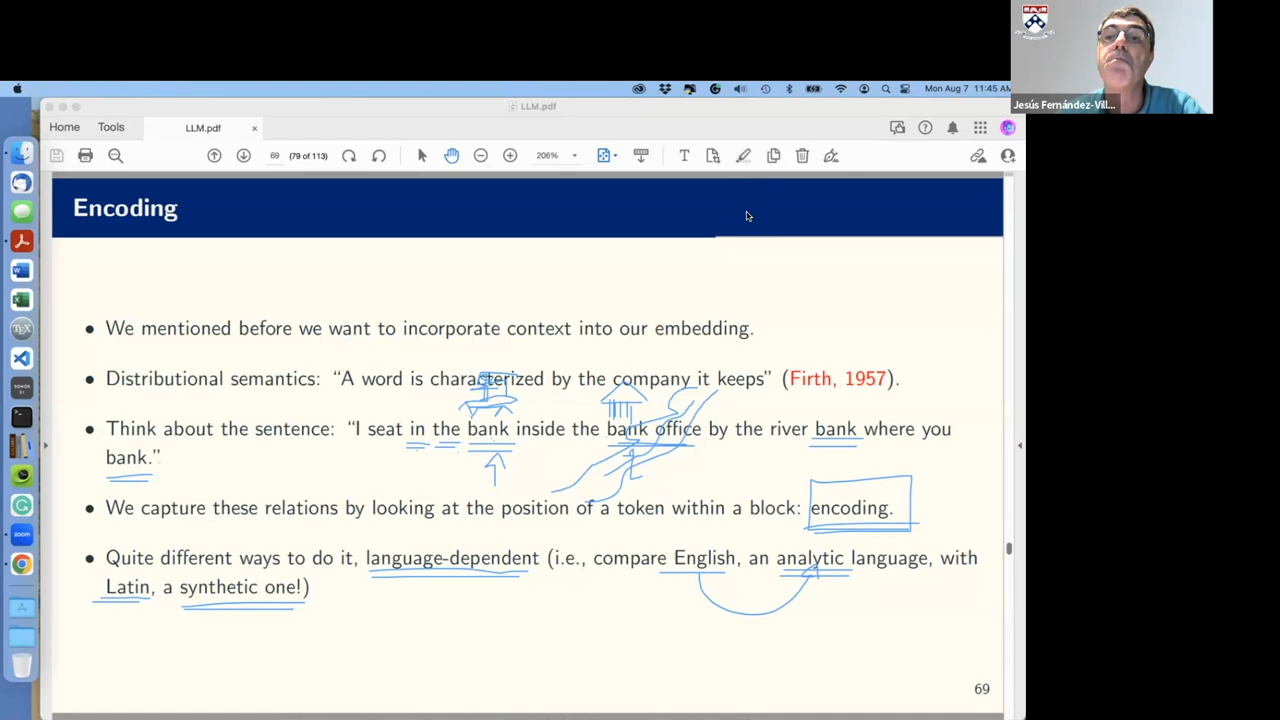 Mon Aug 7 11:45 AM
Jesús Fernández-Vill...
LLM.pdf
Home Tools LLM.pdf ×
69 (79 of 113) 206%
Encoding
• We mentioned before we want to incorporate context into our embedding.
• Distributional semantics: “A word is characterized by the company it keeps” (Firth, 1957).
• Think about the sentence: “I seat in the bank inside the bank office by the river bank where you
bank.”
• We capture these relations by looking at the position of a token within a block: encoding.
• Quite different ways to do it, language-dependent (i.e., compare English, an analytic language, with
Latin, a synthetic one!)
69